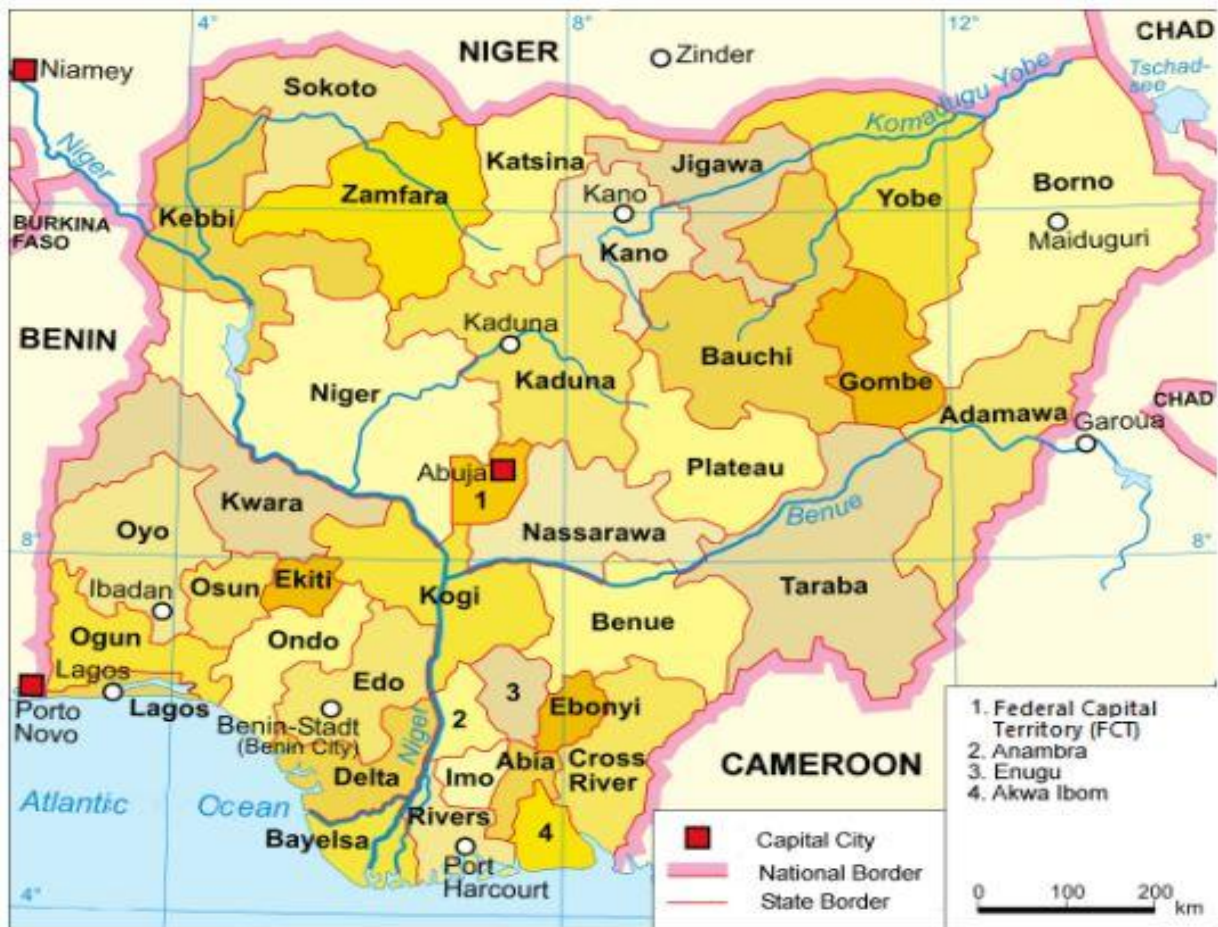 4°
8°
12°
CHAD
NIGER
Zinder
Niamey
Tschad-
see
Sokoto
Komadugu Yobe
Niger
Katsina
Jigawa
Zamfara
Kano
Yobe
Borno
Kebbi
BURKINA
FASO
Maiduguri
Kano
BENIN
Kaduna
Bauchi
Niger
Kaduna
Gombe
Adamawa
CHAD
Garoua
Abuja
Plateau
1
Kwara
Benue
Oyo
Nassarawa
8°
8°
Ibadan
Osun
Ekiti
Kogi
Taraba
Benue
Ogun
Ondo
Lagos
Edo
3
Lagos
Ebonyi
Porto
Novo
Benin-Stadt
(Benin City)
Niger
2
Abia
Cross
River
Delta
Imo
CAMEROON
Atlantic Ocean
Rivers
4
Bayelsa
Port
Harcourt
4°
1. Federal Capital
Territory (FCT)
2. Anambra
3. Enugu
4. Akwa Ibom
Capital City
National Border
State Border
0 100 200
km